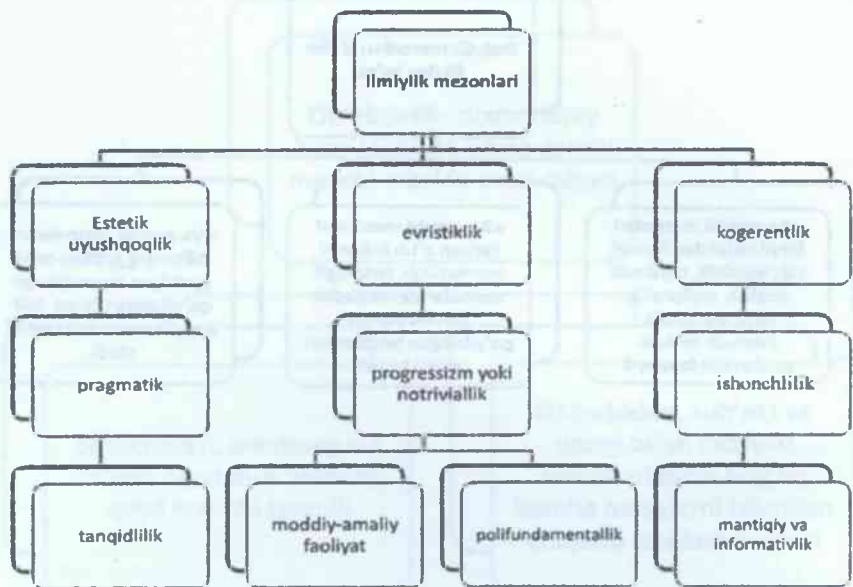 Ilmiylik mezonlari
Estetik
uyushqoqlik
evristiklik
kogerentlik
pragmatik
progressizm yoki
notriviallik
ishonchlilik
tanqidlilik
moddiy-amaliy
faoliyat
polifundamentallik
mantiqiy va
informativlik